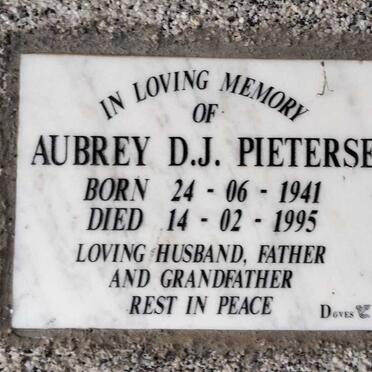 IN LOVING MEMORY
OF
AUBREY D.J. PIETERSE
BORN 24 - 06 - 1941
DIED 14 - 02 - 1995
LOVING HUSBAND, FATHER
AND GRANDFATHER
REST IN PEACE
DOVES